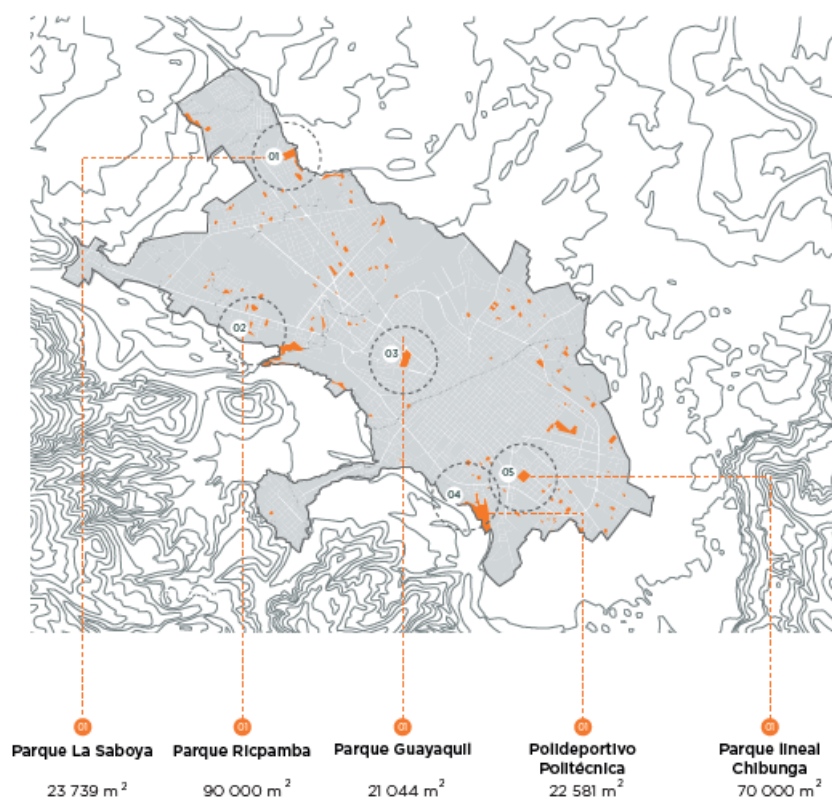 01
02
03
05
04
01
01
01
01
01
Parque La Saboya
Parque Ricpamba
Parque Guayaquil
Polideportivo
Politécnica
Parque lineal
Chibunga
23 739 m²
90 000 m²
21 044 m²
22 581 m²
70 000 m²